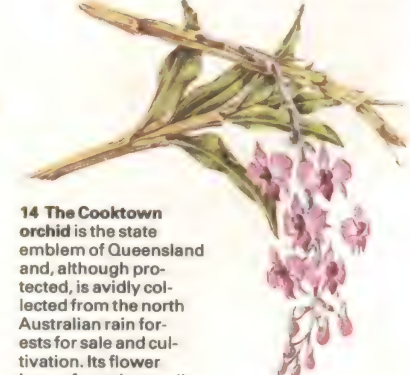 14 The Cooktown
orchid is the state
emblem of Queensland
and, although pro-
tected, is avidly col-
lected from the north
Australian rain for-
ests for sale and cul-
tivation. Its flower